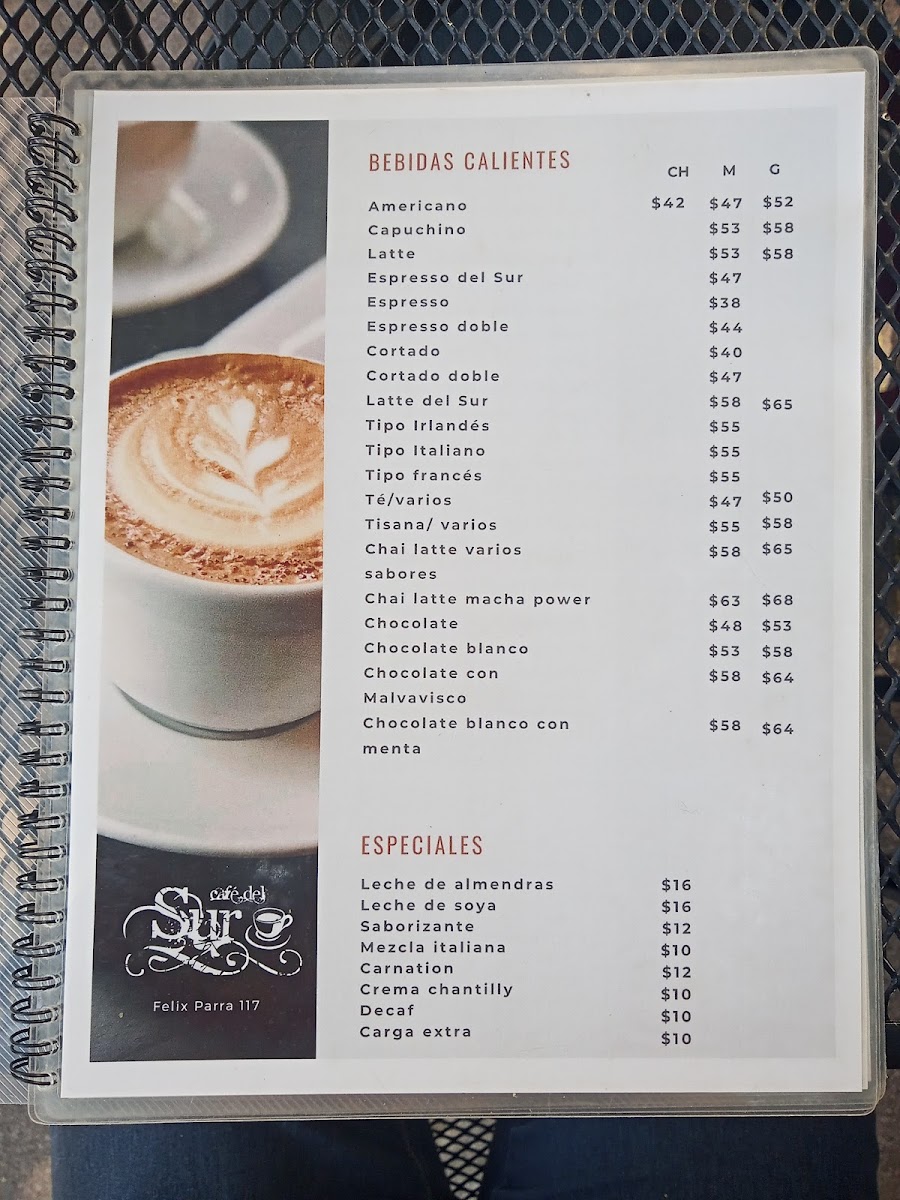 BEBIDAS CALIENTES
CH M G
Americano $42 $47 $52
Capuchino $53 $58
Latte $53 $58
Espresso del Sur $47
Espresso $38
Espresso doble $44
Cortado $40
Cortado doble $47
Latte del Sur $58 $65
Tipo Irlandés $55
Tipo Italiano $55
Tipo francés $55
Té/varios $47 $50
Tisana/ varios $55 $58
Chai latte varios $58 $65
sabores
Chai latte macha power $63 $68
Chocolate $48 $53
Chocolate blanco $53 $58
Chocolate con $58 $64
Malvavisco
Chocolate blanco con $58 $64
menta
ESPECIALES
Leche de almendras $16
Leche de soya $16
Saborizante $12
Mezcla italiana $10
Carnation $12
Crema chantilly $10
Decaf $10
Carga extra $10
café del
Sur
Felix Parra 117